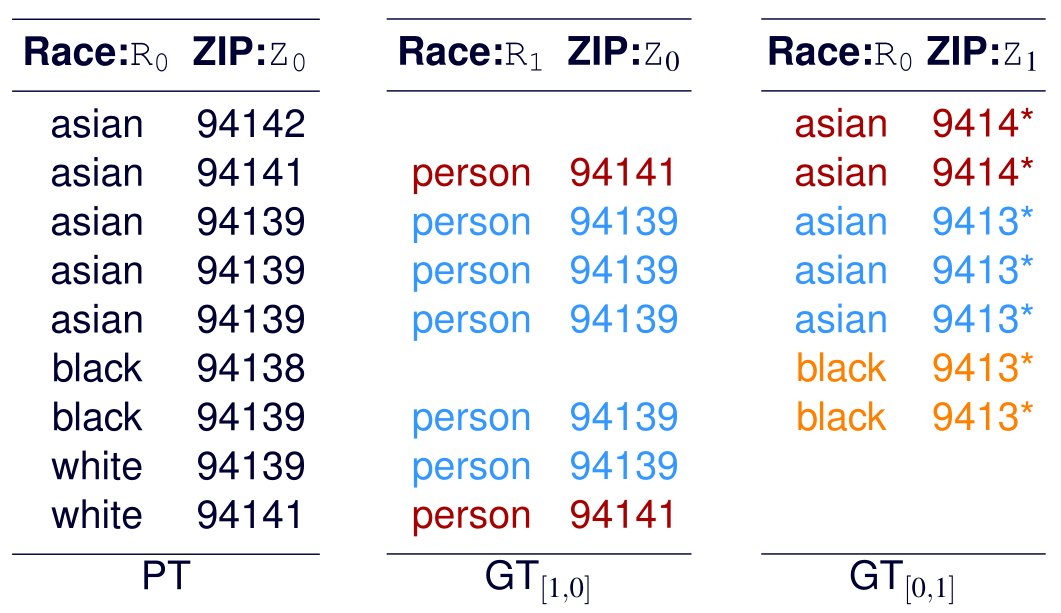 Race:R₀ ZIP:Z₀ Race:R₁ ZIP:Z₀ Race:R₀ ZIP:Z₁
asian 94142 asian 9414*
asian 94141 person 94141 asian 9414*
asian 94139 person 94139 asian 9413*
asian 94139 person 94139 asian 9413*
asian 94139 person 94139 asian 9413*
black 94138 black 9413*
black 94139 person 94139 black 9413*
white 94139 person 94139
white 94141 person 94141
PT GT[1,0] GT[0,1]